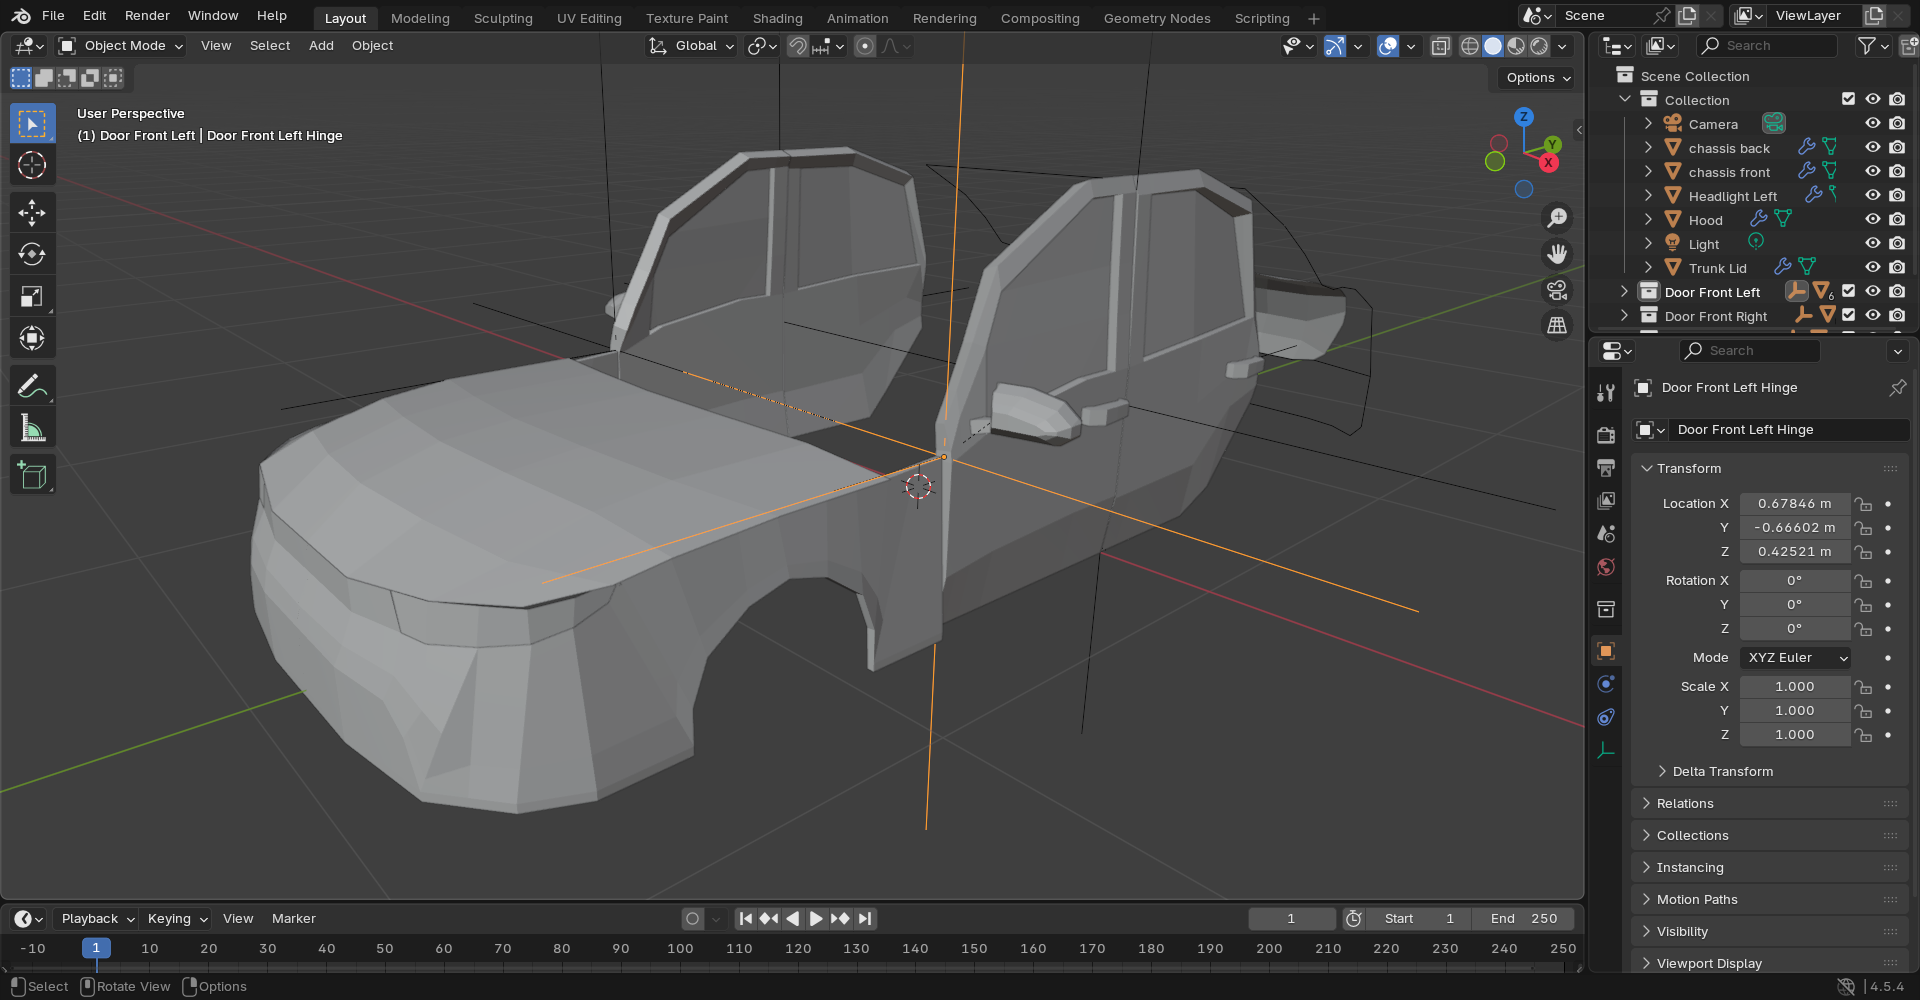 File Edit Render Window Help Layout Modeling Sculpting UV Editing Texture Paint Shading Animation Rendering Compositing Geometry Nodes Scripting Scene ViewLayer
Object Mode View Select Add Object Global Search
Options
User Perspective
(1) Door Front Left | Door Front Left Hinge
Z
Y
X
Scene Collection
Collection
Camera
chassis back
chassis front
Headlight Left
Hood
Light
Trunk Lid
Door Front Left 6
Door Front Right
Search
Door Front Left Hinge
Door Front Left Hinge
Transform
Location X 0.67846 m
Y -0.66602 m
Z 0.42521 m
Rotation X 0°
Y 0°
Z 0°
Mode XYZ Euler
Scale X 1.000
Y 1.000
Z 1.000
Delta Transform
Relations
Collections
Instancing
Motion Paths
Visibility
Viewport Display
Playback Keying View Marker 1 Start 1 End 250
-10 1 10 20 30 40 50 60 70 80 90 100 110 120 130 140 150 160 170 180 190 200 210 220 230 240 250
Select Rotate View Options 4.5.4